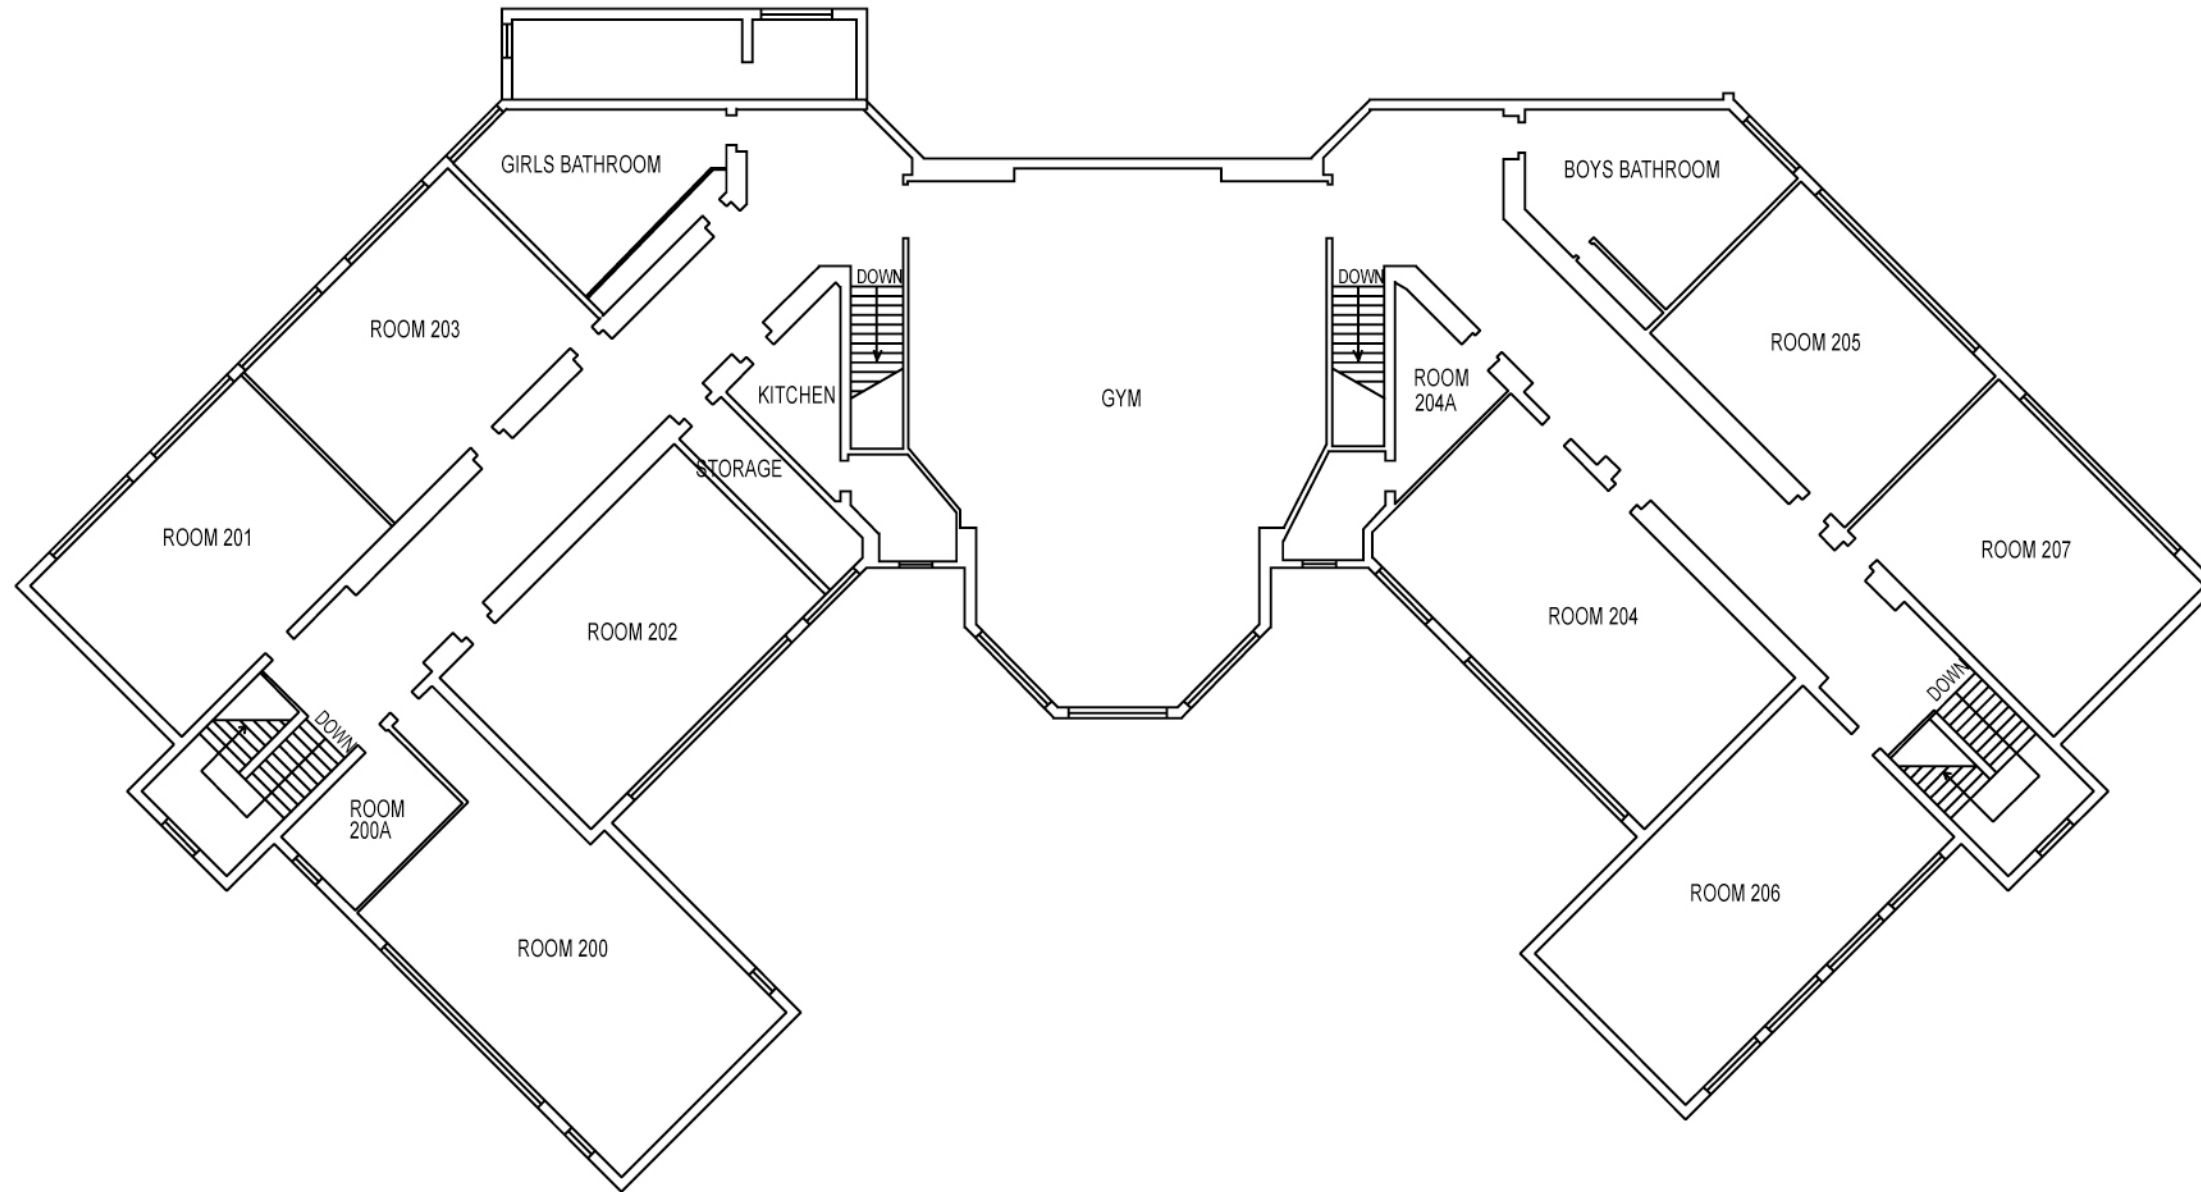 GIRLS BATHROOM
BOYS BATHROOM
DOWN
DOWN
ROOM 203
ROOM 205
KITCHEN
GYM
ROOM
204A
STORAGE
ROOM 201
ROOM 207
ROOM 202
ROOM 204
DOWN
DOWN
ROOM
200A
ROOM 206
ROOM 200